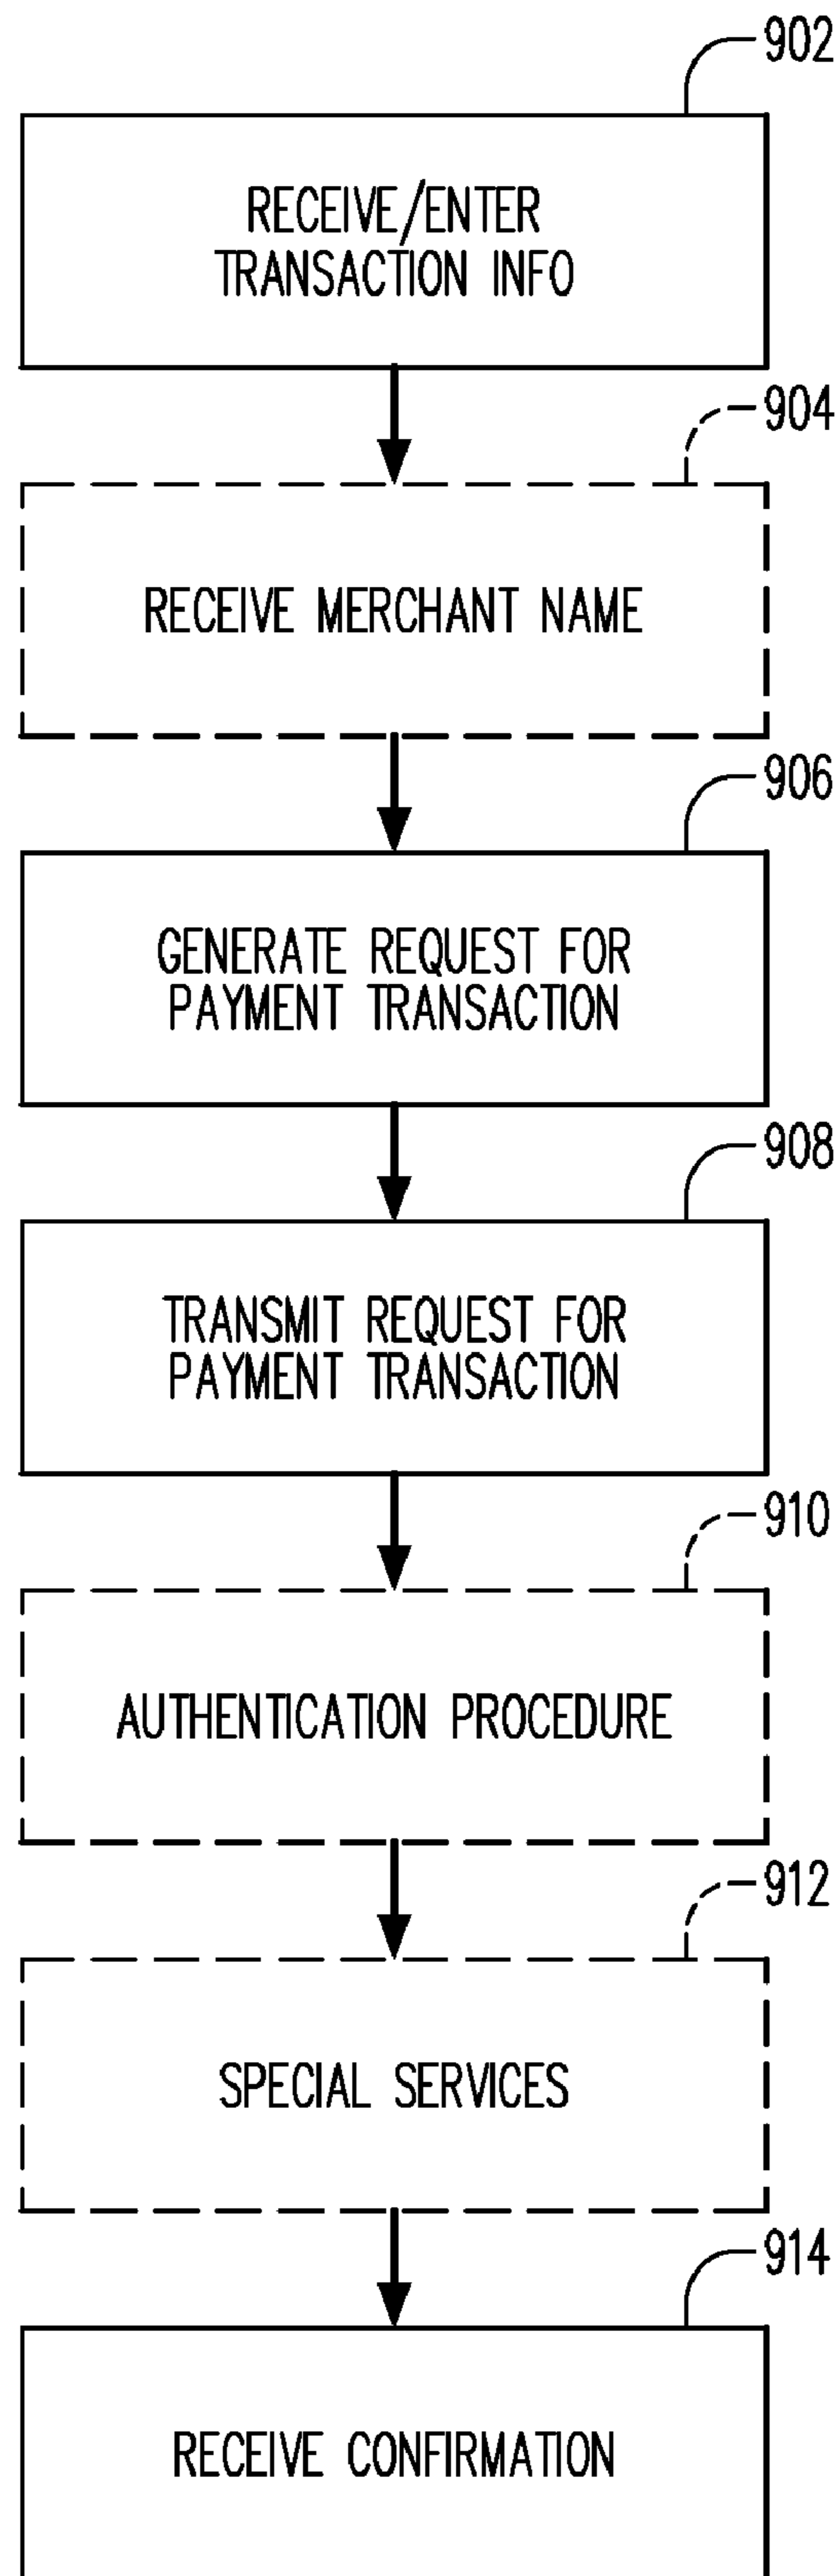 902
RECEIVE/ENTER
TRANSACTION INFO
904
RECEIVE MERCHANT NAME
906
GENERATE REQUEST FOR
PAYMENT TRANSACTION
908
TRANSMIT REQUEST FOR
PAYMENT TRANSACTION
910
AUTHENTICATION PROCEDURE
912
SPECIAL SERVICES
914
RECEIVE CONFIRMATION